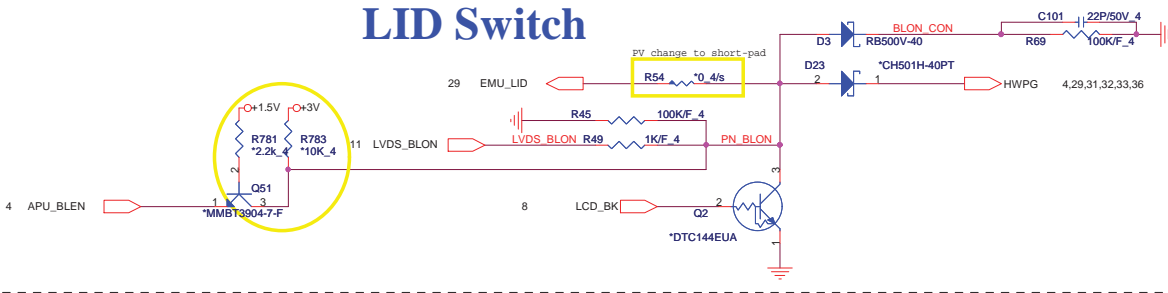 LID Switch
C101 22P/50V_4
BLON_CON
D3 RB500V-40 R69 100K/F_4
PV change to short-pad
D23
29 EMU_LID R54 *0_4/s 2 *CH501H-40PT 1 HWPG 4,29,31,32,33,36
+1.5V +3V
R45 100K/F_4
R781 R783
*2.2k_4 *10K_4
11 LVDS_BLON LVDS_BLON R49 1K/F_4 PN_BLON
2 3
Q51
4 APU_BLEN 1 3 8 LCD_BK 2 Q2
*MMBT3904-7-F
*DTC144EUA
1